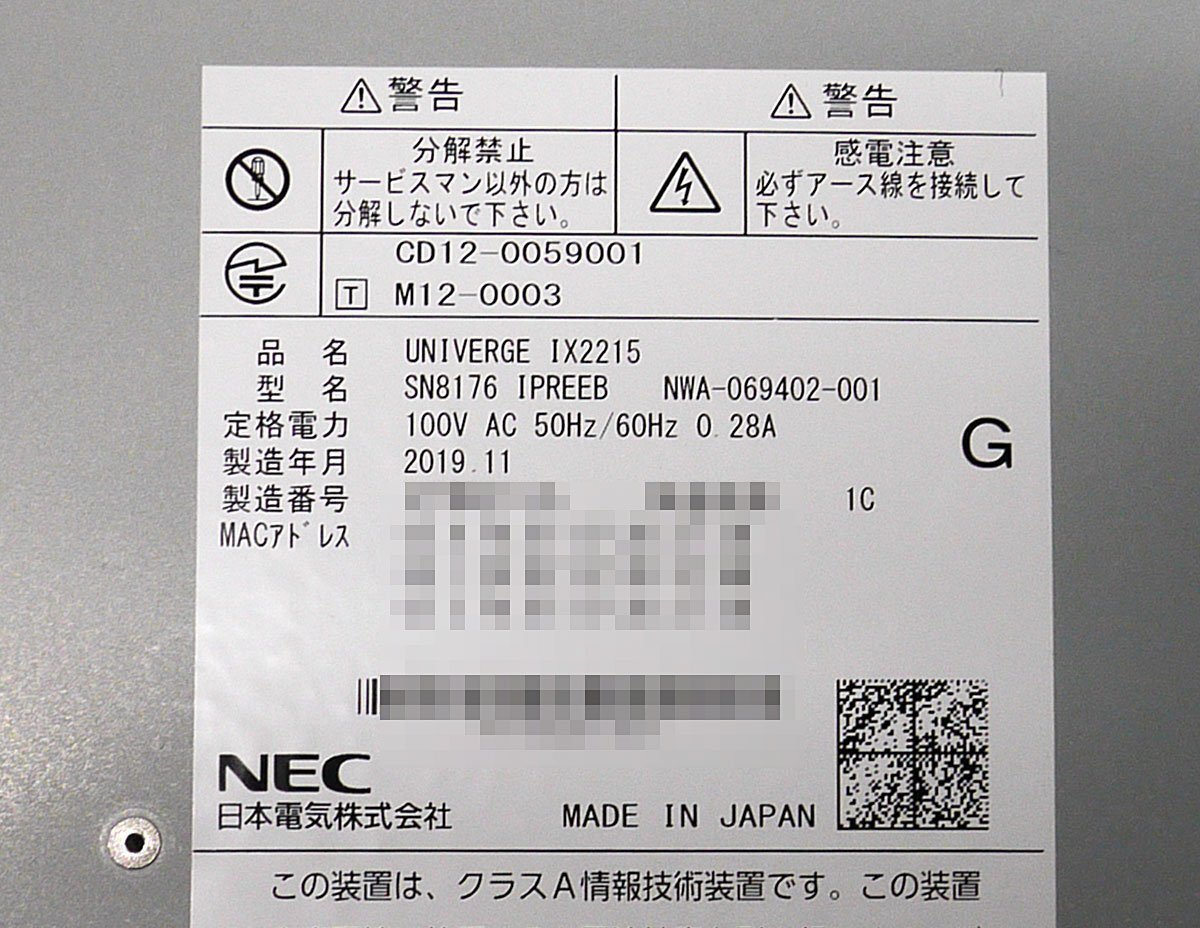 警告
分解禁止
サービスマン以外の方は
分解しないで下さい。
警告
感電注意
必ずアース線を接続して
下さい。
CD12-0059001
T M12-0003
品 名 UNIVERGE IX2215
型 名 SN8176 IPREEB NWA-069402-001
定格電力 100V AC 50Hz/60Hz 0.28A
G
製造年月 2019.11
製造番号 1C
MACアドレス
NEC
日本電気株式会社 MADE IN JAPAN
この装置は、クラスA情報技術装置です。この装置